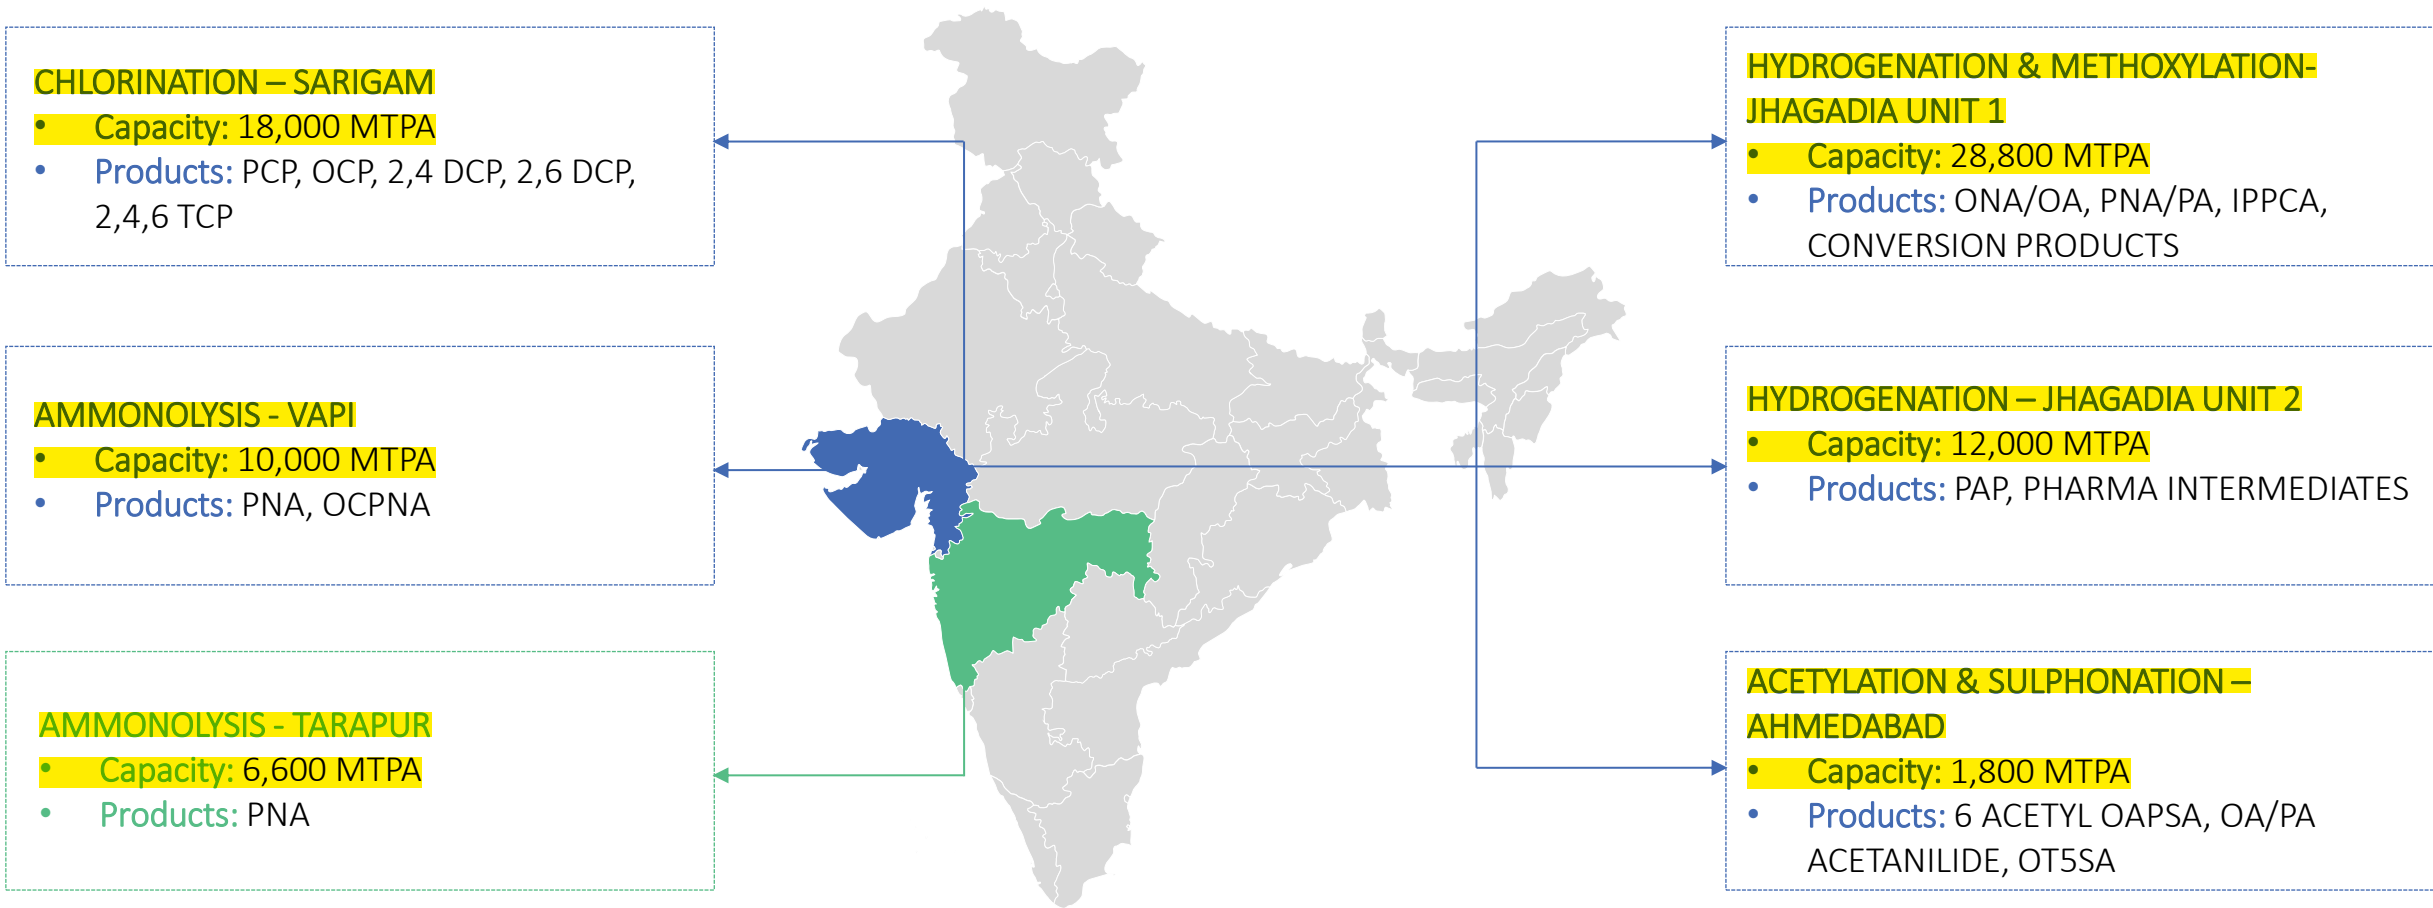 CHLORINATION – SARIGAM
• Capacity: 18,000 MTPA
• Products: PCP, OCP, 2,4 DCP, 2,6 DCP,
2,4,6 TCP
AMMONOLYSIS - VAPI
• Capacity: 10,000 MTPA
• Products: PNA, OCPNA
AMMONOLYSIS - TARAPUR
• Capacity: 6,600 MTPA
• Products: PNA
HYDROGENATION & METHOXYLATION-
JHAGADIA UNIT 1
• Capacity: 28,800 MTPA
• Products: ONA/OA, PNA/PA, IPPCA,
CONVERSION PRODUCTS
HYDROGENATION – JHAGADIA UNIT 2
• Capacity: 12,000 MTPA
• Products: PAP, PHARMA INTERMEDIATES
ACETYLATION & SULPHONATION –
AHMEDABAD
• Capacity: 1,800 MTPA
• Products: 6 ACETYL OAPSA, OA/PA
ACETANILIDE, OT5SA